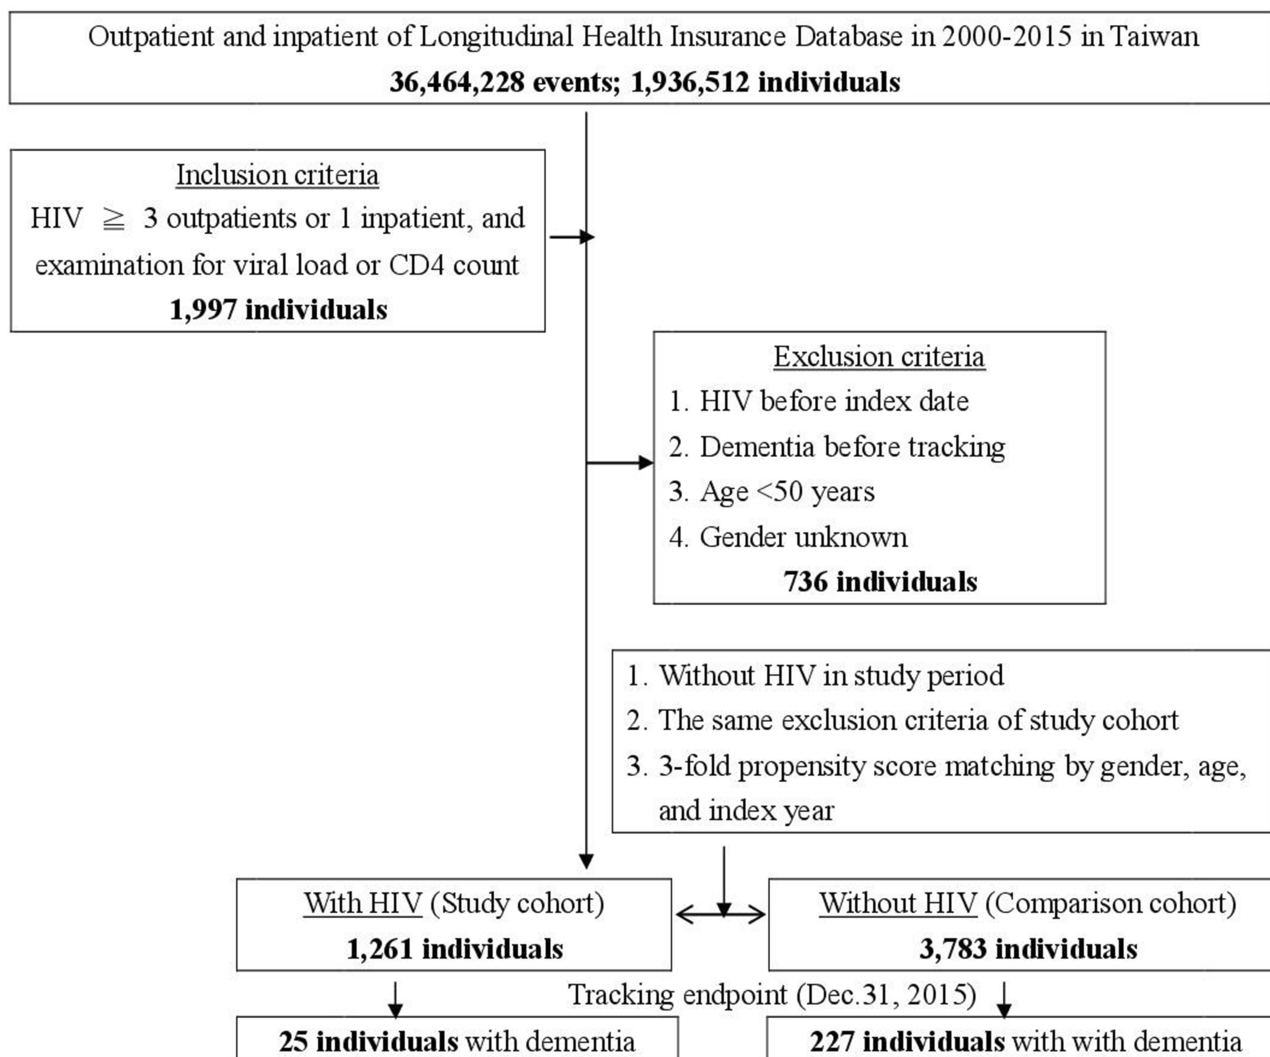 Outpatient and inpatient of Longitudinal Health Insurance Database in 2000-2015 in Taiwan
36,464,228 events; 1,936,512 individuals
Inclusion criteria
HIV ≧ 3 outpatients or 1 inpatient, and
examination for viral load or CD4 count
1,997 individuals
Exclusion criteria
1. HIV before index date
2. Dementia before tracking
3. Age <50 years
4. Gender unknown
736 individuals
1. Without HIV in study period
2. The same exclusion criteria of study cohort
3. 3-fold propensity score matching by gender, age,
and index year
With HIV (Study cohort)
1,261 individuals
Without HIV (Comparison cohort)
3,783 individuals
Tracking endpoint (Dec.31, 2015)
25 individuals with dementia
227 individuals with with dementia